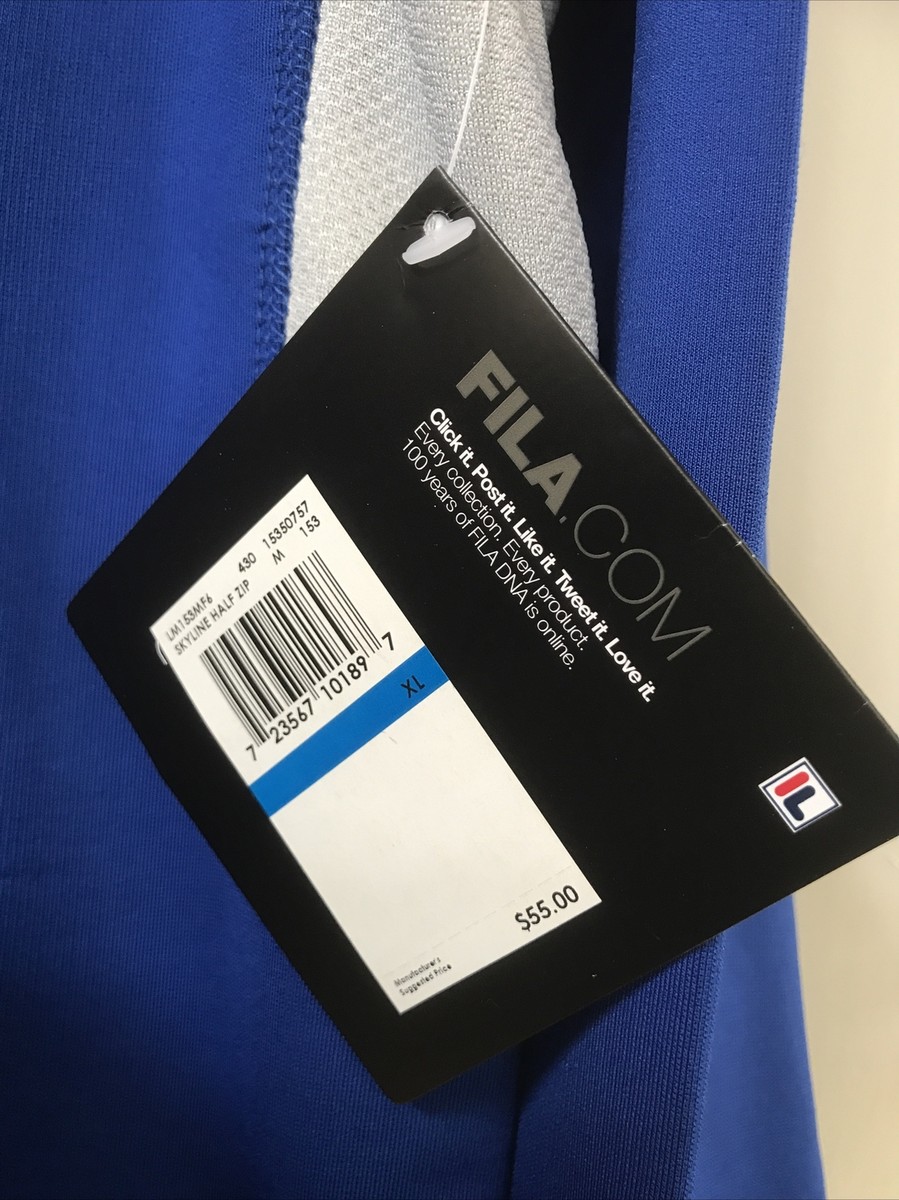 FILA.COM
Click it. Post it. Like it. Tweet it. Love it.
Every collection. Every product.
100 years of FILA DNA is online.
LM153MF6 430 15350757
SKYLINE HALF ZIP M 153
7 23567 10189 7
XL
$55.00
Manufacturer's
Suggested Price